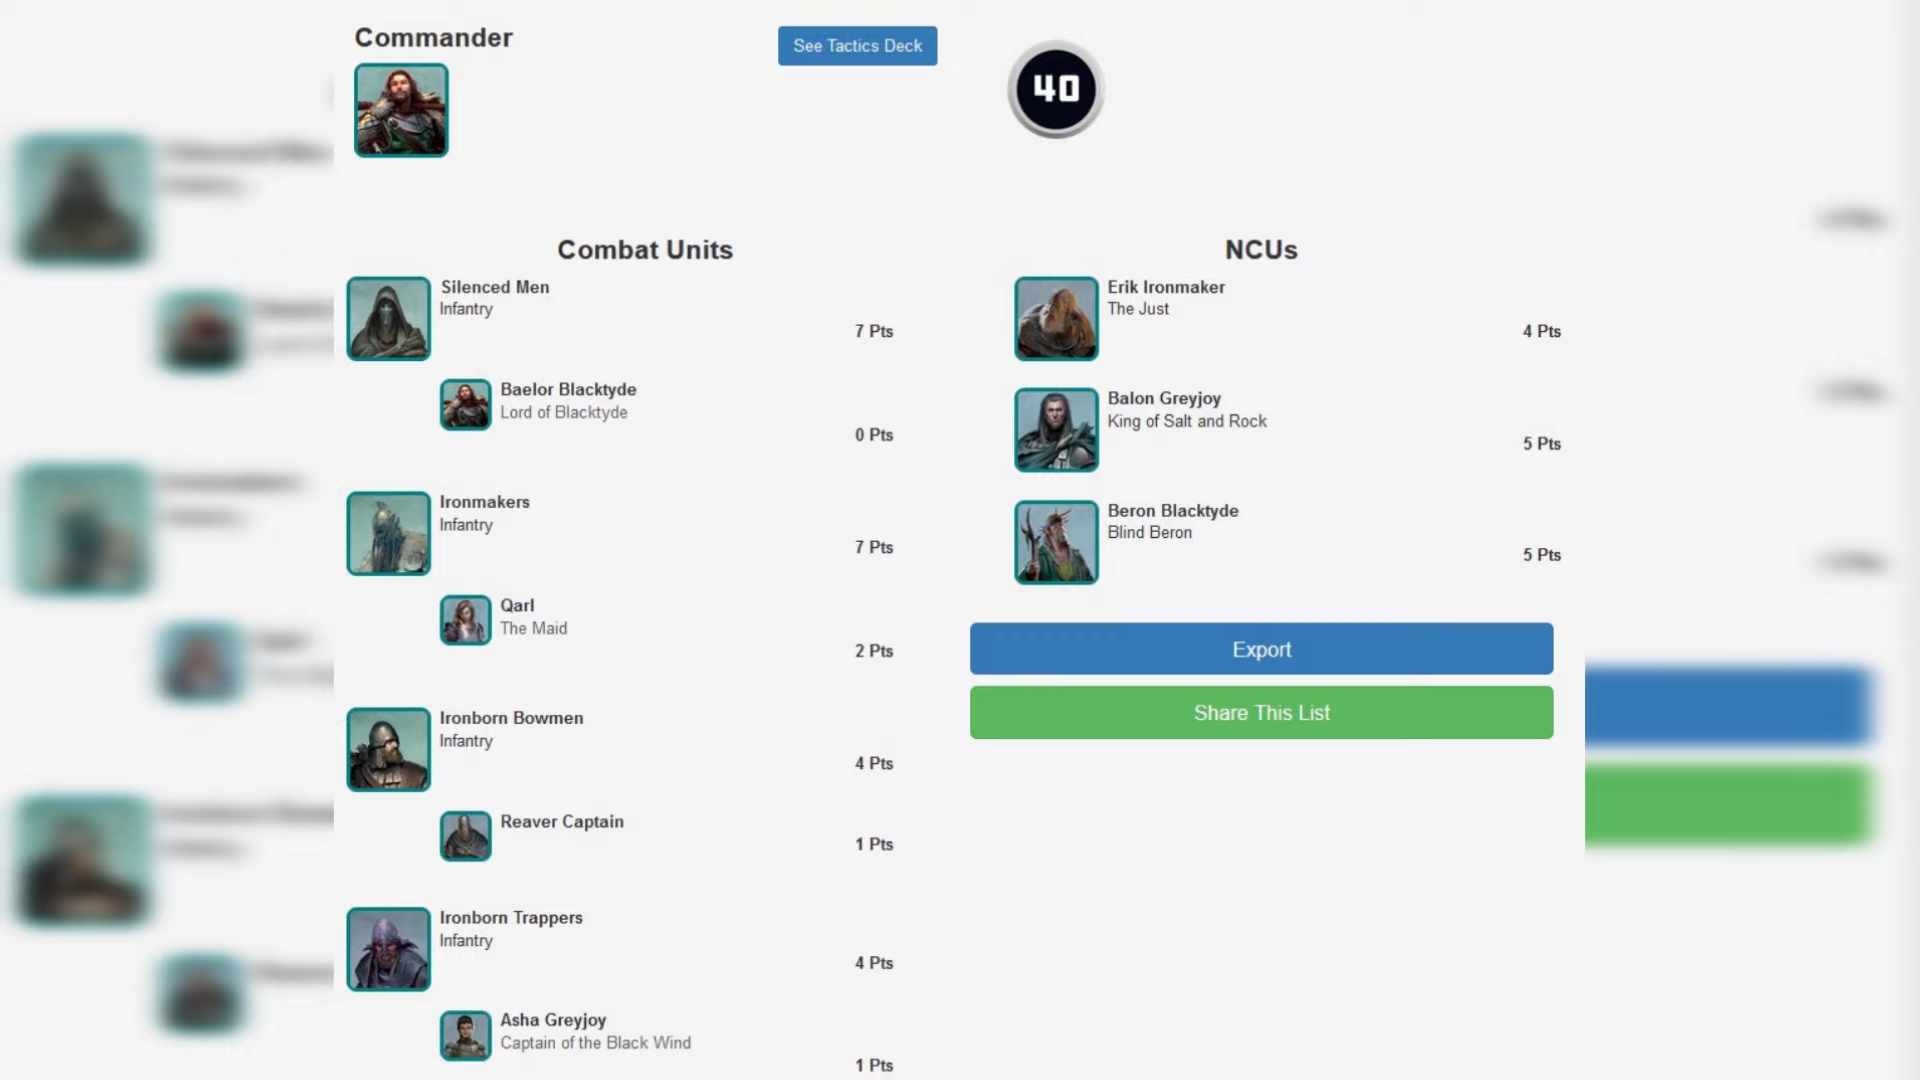 Commander
See Tactics Deck
40
Combat Units
Silenced Men
Infantry
7 Pts
Baelor Blacktyde
Lord of Blacktyde
0 Pts
Ironmakers
Infantry
7 Pts
Qarl
The Maid
2 Pts
Ironborn Bowmen
Infantry
4 Pts
Reaver Captain
1 Pts
Ironborn Trappers
Infantry
4 Pts
Asha Greyjoy
Captain of the Black Wind
1 Pts
NCUs
Erik Ironmaker
The Just
4 Pts
Balon Greyjoy
King of Salt and Rock
5 Pts
Beron Blacktyde
Blind Beron
5 Pts
Export
Share This List